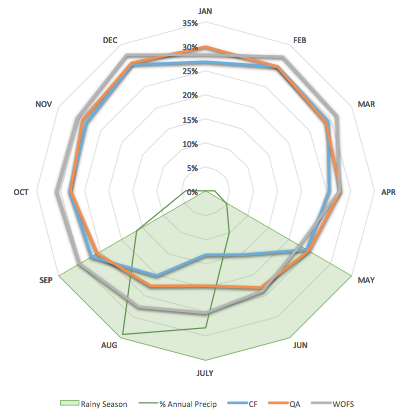 JAN
35%
DEC
FEB
30%
25%
NOV
MAR
20%
15%
10%
5%
OCT
0%
APR
SEP
MAY
AUG
JUN
JULY
Rainy Season
% Annual Precip
CF
QA
WOFS